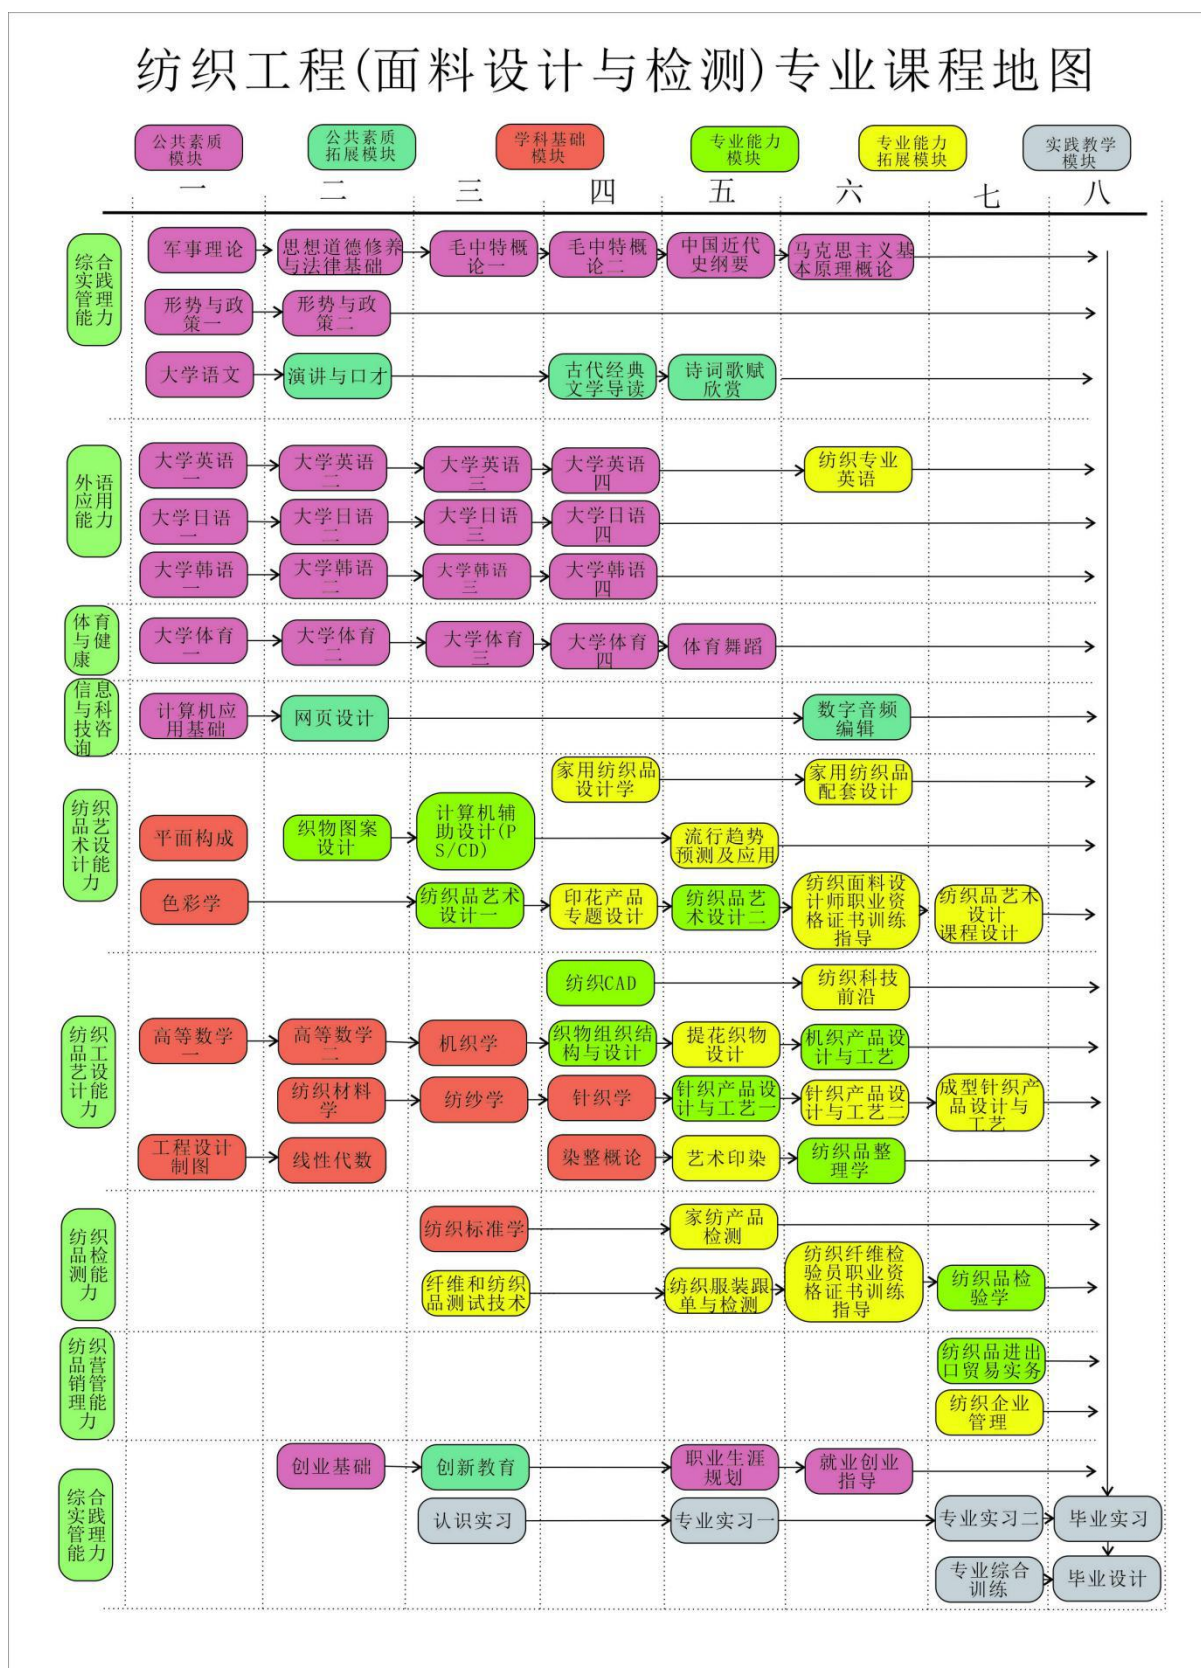 纺织工程(面料设计与检测)专业课程地图
公共素质
模块
公共素质
拓展模块
学科基础
模块
专业能力
模块
专业能力
拓展模块
实践教学
模块
一
二
三
四
五
六
七
八
综合
实践
管理
能力
军事理论
思想道德修养
与法律基础
毛中特概
论一
毛中特概
论二
中国近代
史纲要
马克思主义基
本原理概论
形势与政
策一
形势与政
策二
大学语文
演讲与口才
古代经典
文学导读
诗词歌赋
欣赏
外语
应用
能力
大学英语
一
大学英语
二
大学英语
三
大学英语
四
纺织专业
英语
大学日语
一
大学日语
二
大学日语
三
大学日语
四
大学韩语
一
大学韩语
二
大学韩语
三
大学韩语
四
体育
与健
康
大学体育
一
大学体育
二
大学体育
三
大学体育
四
体育舞蹈
信息
与科
技咨
询
计算机应
用基础
网页设计
数字音频
编辑
纺织
品艺
术设
计能
力
家用纺织品
设计学
家用纺织品
配套设计
平面构成
织物图案
设计
计算机辅
助设计(P
S/CD)
流行趋势
预测及应用
色彩学
纺织品艺术
设计一
印花产品
专题设计
纺织品艺
术设计二
纺织面料设
计师职业资
格证书训练
指导
纺织品艺术
设计
课程设计
纺织
品工
艺设
计能
力
纺织CAD
纺织科技
前沿
高等数学
一
高等数学
二
机织学
织物组织结
构与设计
提花织物
设计
机织产品设
计与工艺
纺织材料
学
纺纱学
针织学
针织产品设
计与工艺一
针织产品设
计与工艺二
成型针织产
品设计与
工艺
工程设计
制图
线性代数
染整概论
艺术印染
纺织品整
理学
纺织
品检
测能
力
纺织标准学
家纺产品
检测
纤维和纺织
品测试技术
纺织服装跟
单与检测
纺织纤维检
验员职业资
格证书训练
指导
纺织品检
验学
纺织
品营
销管
理能
力
纺织品进出
口贸易实务
纺织企业
管理
综合
实践
管理
能力
创业基础
创新教育
职业生涯
规划
就业创业
指导
认识实习
专业实习一
专业实习二
毕业实习
专业综合
训练
毕业设计